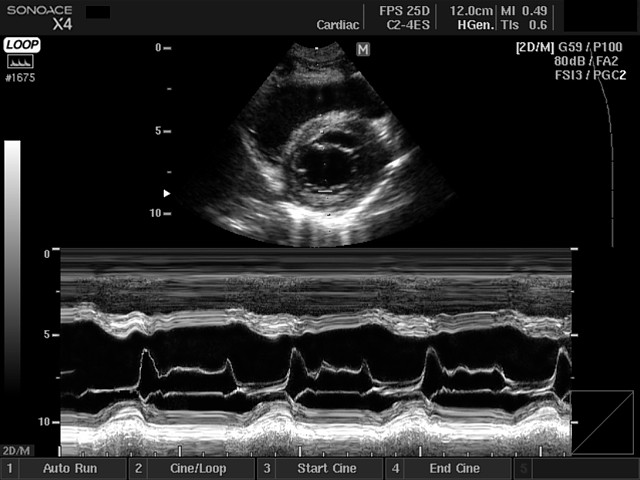 SONOACE
X4
Cardiac
FPS 25D
C2-4ES
12.0cm
HGen.
MI 0.49
TIs 0.6
LOOP
#1675
M
[2D/M] G59 / P100
80dB / FA2
FSI3 / PGC2
0
5
10
0
5
10
2D/M
1 Auto Run
2 Cine/Loop
3 Start Cine
4 End Cine
5